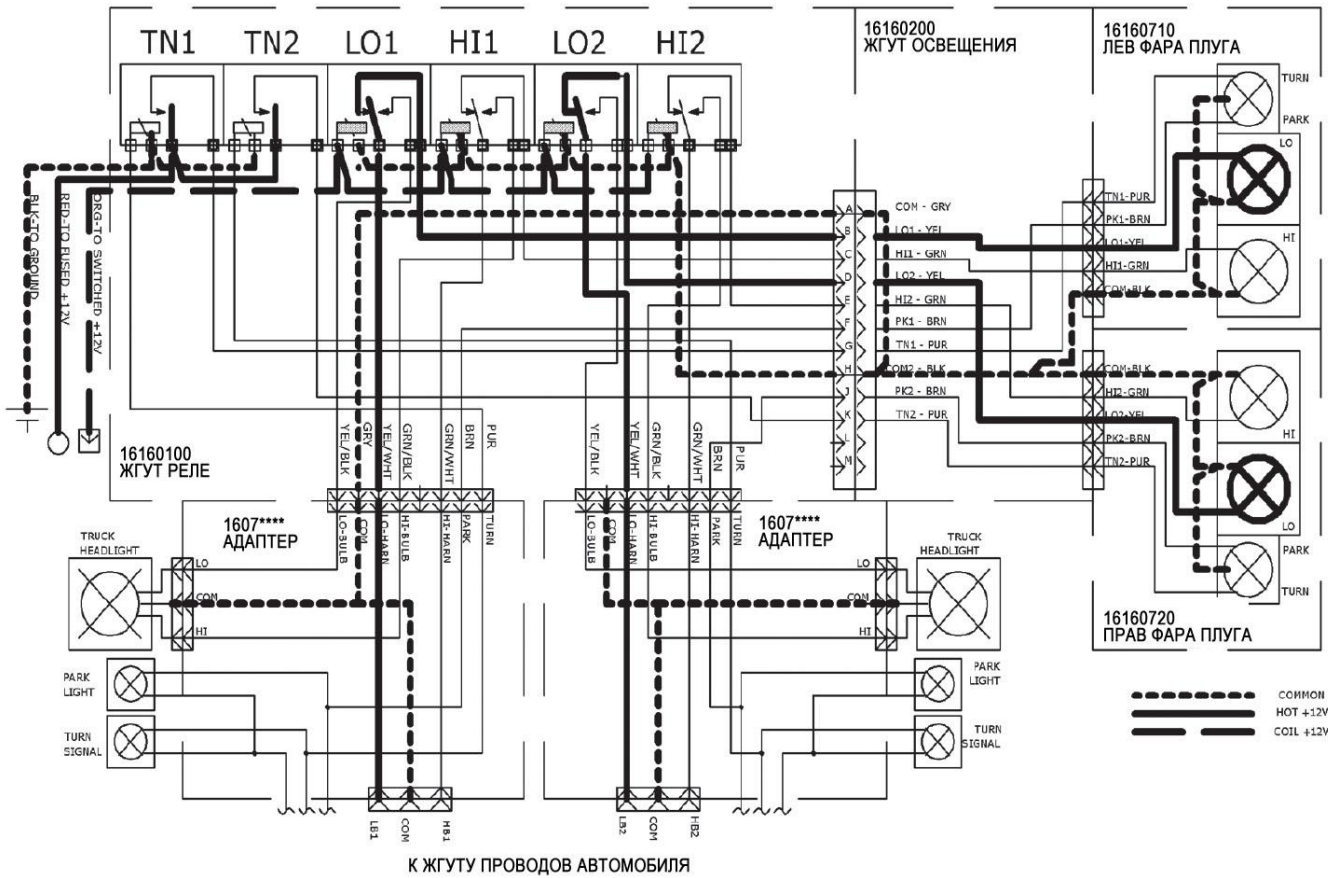 TN1 TN2 LO1 HI1 LO2 HI2
16160200
ЖГУТ ОСВЕЩЕНИЯ
16160710
ЛЕВ ФАРА ПЛУГА
TURN
PARK
LO
HI
BLK-TO GROUND
RED-TO FUSED +12V
ORG-TO SWITCHED +12V
A
B
C
D
E
F
G
H
J
K
L
M
COM - GRY
LO1 - YEL
HI1 - GRN
LO2 - YEL
HI2 - GRN
PK1 - BRN
TN1 - PUR
COM2 - BLK
PK2 - BRN
TN2 - PUR
TN1-PUR
PK1-BRN
LO1-YEL
HI1-GRN
COM-BLK
COM-BLK
HI2-GRN
LO2-YEL
PK2-BRN
TN2-PUR
HI
LO
PARK
TURN
16160720
ПРАВ ФАРА ПЛУГА
16160100
ЖГУТ РЕЛЕ
YEL/BLK
GRY
YEL/WHT
GRN/BLK
GRN/WHT
BRN
PUR
YEL/BLK
YEL/WHT
GRN/BLK
GRN/WHT
BRN
PUR
LO-BULB
COM
LO-HARN
HI-BULB
HI-HARN
PARK
TURN
LO-BULB
COM
LO-HARN
HI-BULB
HI-HARN
PARK
TURN
1607****
АДАПТЕР
1607****
АДАПТЕР
TRUCK
HEADLIGHT
LO
COM
HI
LO
COM
HI
TRUCK
HEADLIGHT
PARK
LIGHT
TURN
SIGNAL
PARK
LIGHT
TURN
SIGNAL
COMMON
HOT +12V
COIL +12V
LB1
COM
HB1
LB2
COM
HB2
К ЖГУТУ ПРОВОДОВ АВТОМОБИЛЯ